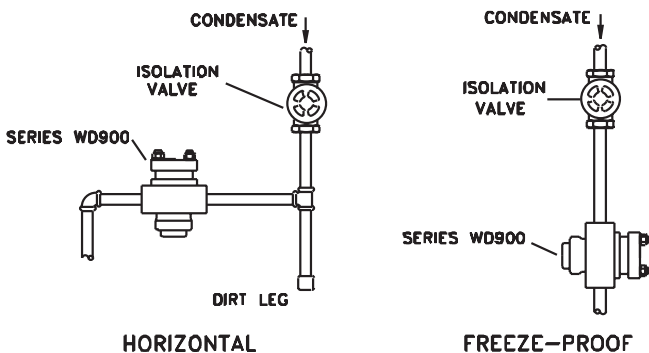 CONDENSATE
ISOLATION
VALVE
SERIES WD900
DIRT LEG
HORIZONTAL
CONDENSATE
ISOLATION
VALVE
SERIES WD900
FREEZE-PROOF